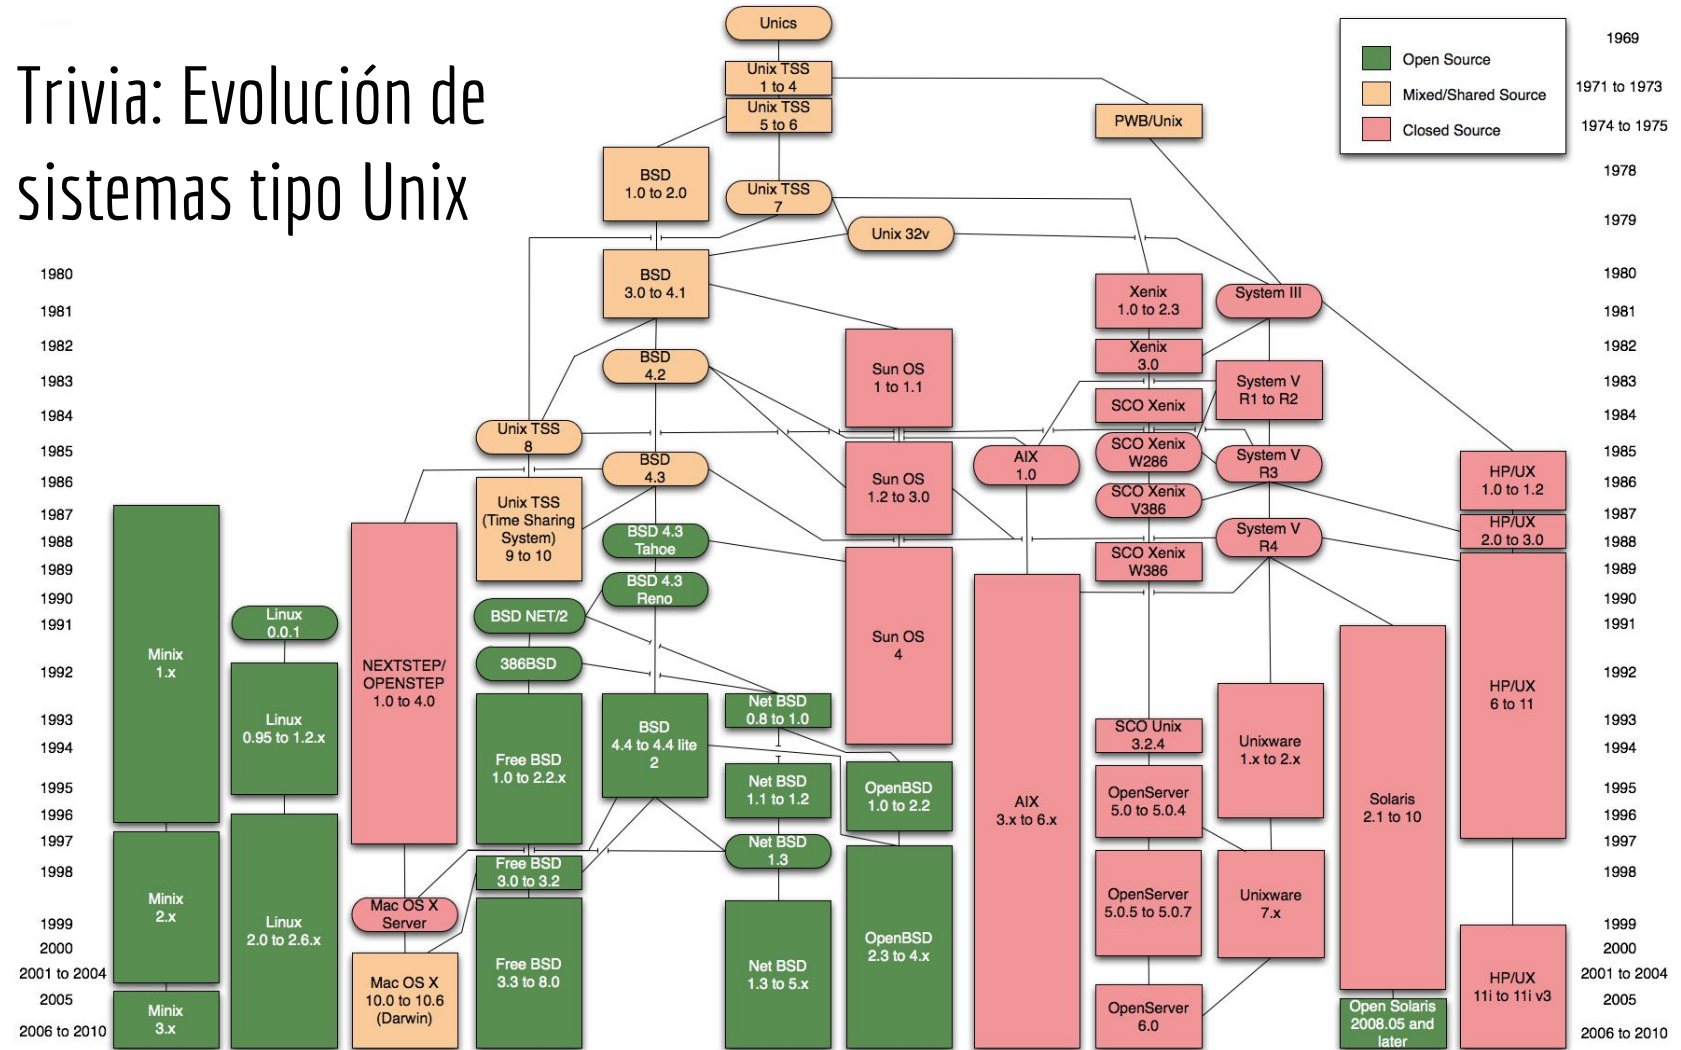 Trivia: Evolución de
sistemas tipo Unix
Open Source
Mixed/Shared Source
Closed Source
1969
1971 to 1973
1974 to 1975
1978
1979
1980
1981
1982
1983
1984
1985
1986
1987
1988
1989
1990
1991
1992
1993
1994
1995
1996
1997
1998
1999
2000
2001 to 2004
2005
2006 to 2010
1980
1981
1982
1983
1984
1985
1986
1987
1988
1989
1990
1991
1992
1993
1994
1995
1996
1997
1998
1999
2000
2001 to 2004
2005
2006 to 2010
Unics
Unix TSS
1 to 4
Unix TSS
5 to 6
PWB/Unix
BSD
1.0 to 2.0
Unix TSS
7
Unix 32v
BSD
3.0 to 4.1
Xenix
1.0 to 2.3
System III
Sun OS
1 to 1.1
Xenix
3.0
BSD
4.2
System V
R1 to R2
SCO Xenix
Unix TSS
8
SCO Xenix
W286
BSD
4.3
Sun OS
1.2 to 3.0
AIX
1.0
System V
R3
HP/UX
1.0 to 1.2
Unix TSS
(Time Sharing
System)
9 to 10
SCO Xenix
V386
HP/UX
2.0 to 3.0
BSD 4.3
Tahoe
System V
R4
SCO Xenix
W386
BSD 4.3
Reno
Minix
1.x
Linux
0.0.1
BSD NET/2
386BSD
NEXTSTEP/
OPENSTEP
1.0 to 4.0
Sun OS
4
HP/UX
6 to 11
Linux
0.95 to 1.2.x
Free BSD
1.0 to 2.2.x
BSD
4.4 to 4.4 lite
2
Net BSD
0.8 to 1.0
SCO Unix
3.2.4
Unixware
1.x to 2.x
Net BSD
1.1 to 1.2
OpenBSD
1.0 to 2.2
AIX
3.x to 6.x
OpenServer
5.0 to 5.0.4
Solaris
2.1 to 10
Net BSD
1.3
Free BSD
3.0 to 3.2
Minix
2.x
Linux
2.0 to 2.6.x
Mac OS X
Server
OpenServer
5.0.5 to 5.0.7
Unixware
7.x
OpenBSD
2.3 to 4.x
Free BSD
3.3 to 8.0
Net BSD
1.3 to 5.x
Mac OS X
10.0 to 10.6
(Darwin)
HP/UX
11i to 11i v3
Minix
3.x
OpenServer
6.0
Open Solaris
2008.05 and
later